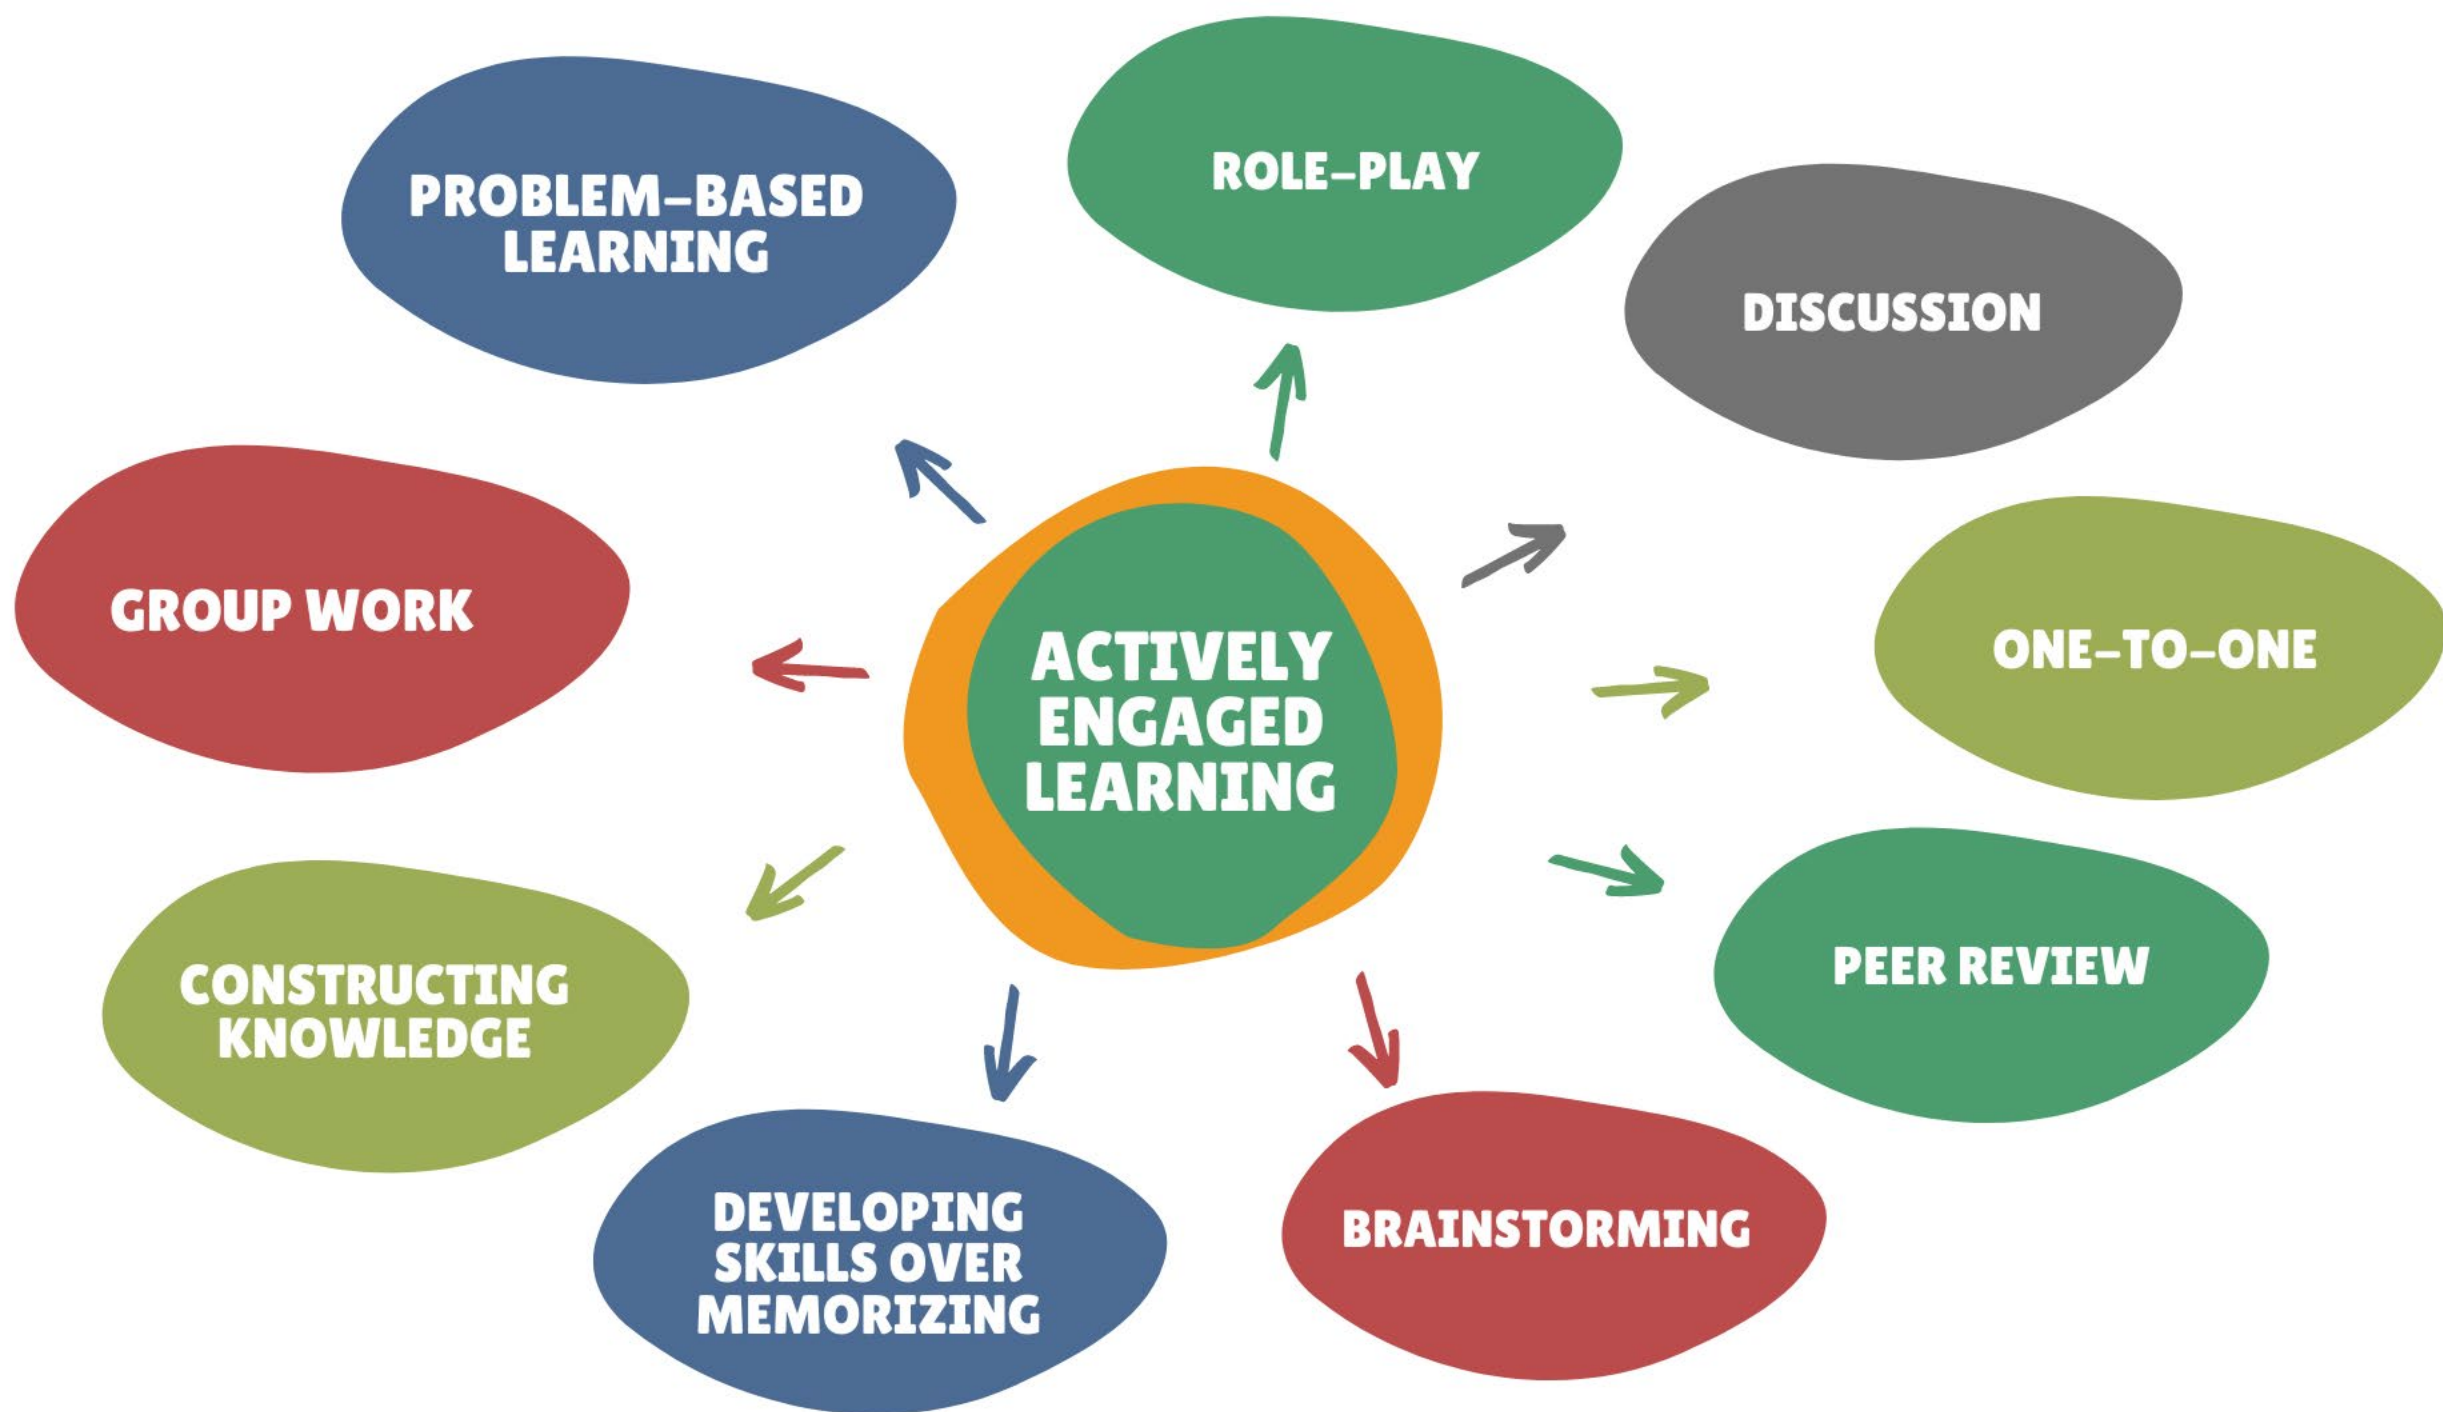 PROBLEM–BASED
LEARNING
ROLE–PLAY
DISCUSSION
GROUP WORK
ONE–TO–ONE
ACTIVELY
ENGAGED
LEARNING
CONSTRUCTING
KNOWLEDGE
PEER REVIEW
DEVELOPING
SKILLS OVER
MEMORIZING
BRAINSTORMING